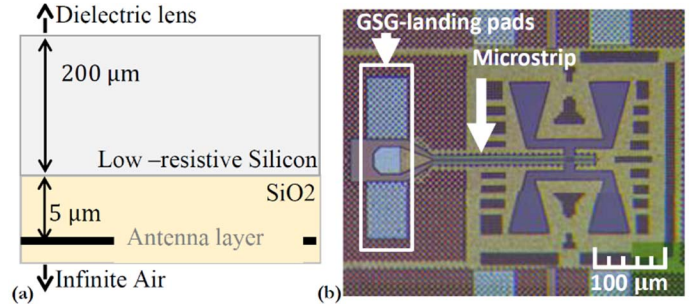 Dielectric lens
200 µm
Low –resistive Silicon
SiO2
5 µm
Antenna layer
Infinite Air
(a)
GSG-landing pads
Microstrip
100 µm
(b)